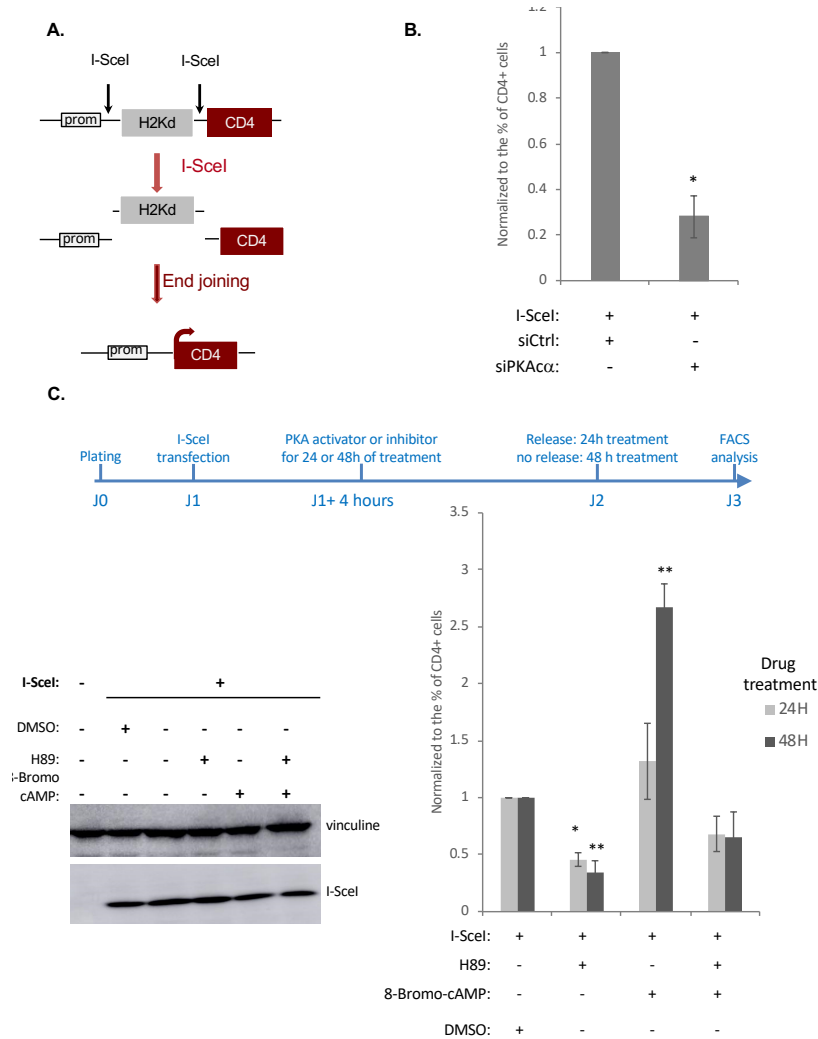 A.
I-SceI I-SceI
prom H2Kd CD4
I-SceI
H2Kd
prom CD4
End joining
prom CD4
B.
1.2
1
0.8
0.6
0.4
0.2
0
Normalized to the % of CD4+ cells
*
I-SceI: + +
siCtrl: + -
siPKAcα: - +
C.
Plating
I-SceI
transfection
PKA activator or inhibitor
for 24 or 48h of treatment
Release: 24h treatment
no release: 48 h treatment
FACS
analysis
J0 J1 J1+ 4 hours J2 J3
I-SceI: - +
DMSO: - + - - - -
H89: - - - + - +
-Bromo
cAMP: - - - - + +
vinculine
I-SceI
3.5
3
2.5
2
1.5
1
0.5
0
Normalized to the % of CD4+ cells
* ** **
Drug
treatment
24H
48H
I-SceI: + + + +
H89: - + - +
8-Bromo-cAMP: - - + +
DMSO: + - - -